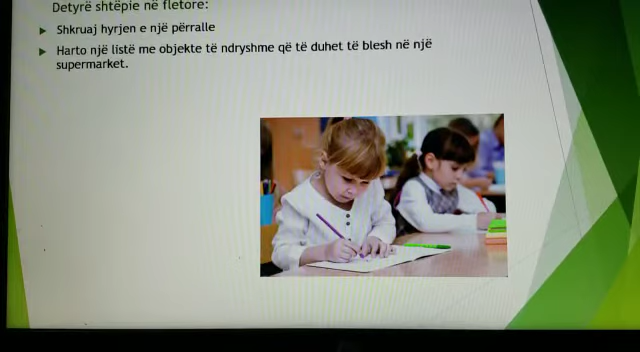 Detyrë shtëpie në fletore:
Shkruaj hyrjen e një përralle
Harto një listë me objekte të ndryshme që të duhet të blesh në një
supermarket.